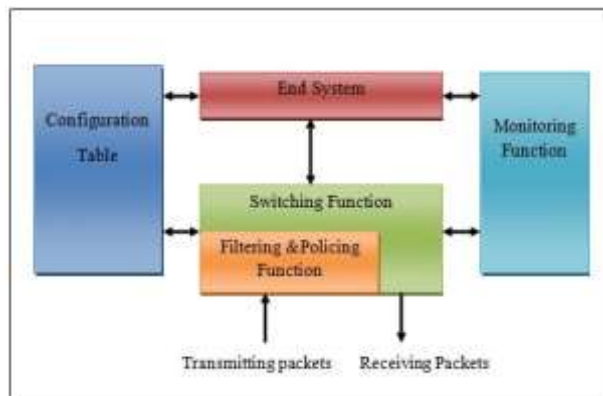 End System
Configuration
Table
Monitoring
Function
Switching Function
Filtering &Policing
Function
Transmitting packets
Receiving Packets